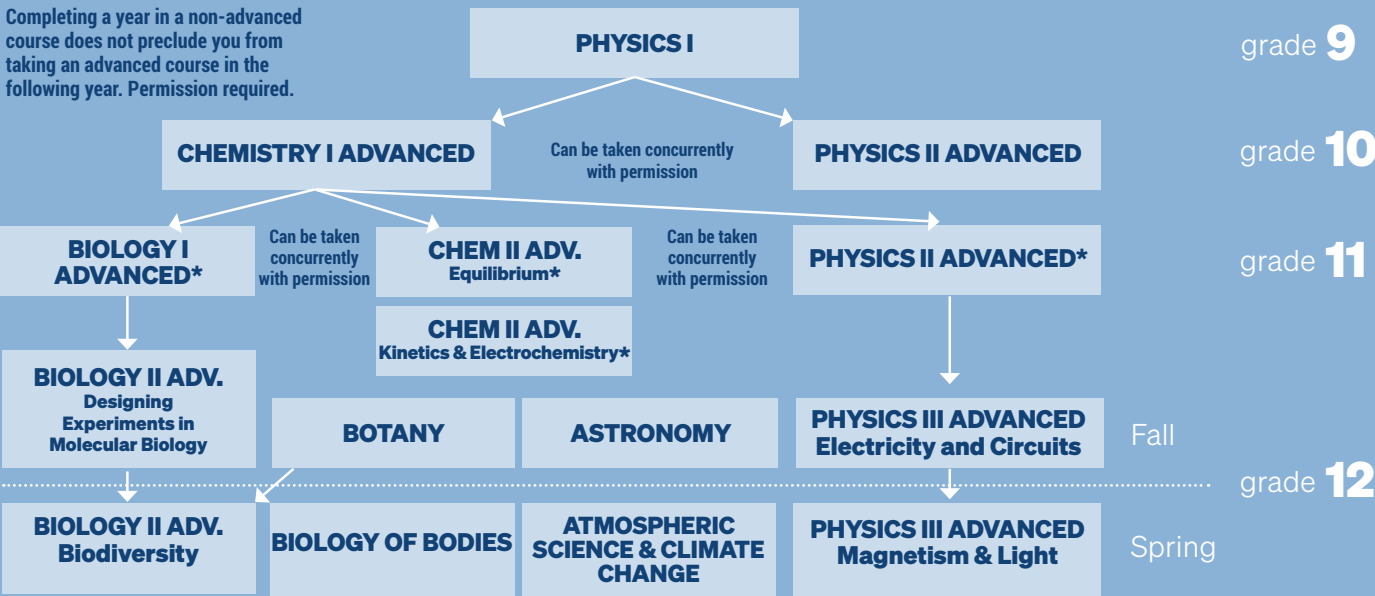 Completing a year in a non-advanced
course does not preclude you from
taking an advanced course in the
following year. Permission required.
PHYSICS I
grade 9
CHEMISTRY I ADVANCED
Can be taken concurrently
with permission
PHYSICS II ADVANCED
grade 10
BIOLOGY I
ADVANCED*
Can be taken
concurrently
with permission
CHEM II ADV.
Equilibrium*
Can be taken
concurrently
with permission
PHYSICS II ADVANCED*
grade 11
CHEM II ADV.
Kinetics & Electrochemistry*
BIOLOGY II ADV.
Designing
Experiments in
Molecular Biology
BOTANY
ASTRONOMY
PHYSICS III ADVANCED
Electricity and Circuits
Fall
grade 12
BIOLOGY II ADV.
Biodiversity
BIOLOGY OF BODIES
ATMOSPHERIC
SCIENCE & CLIMATE
CHANGE
PHYSICS III ADVANCED
Magnetism & Light
Spring